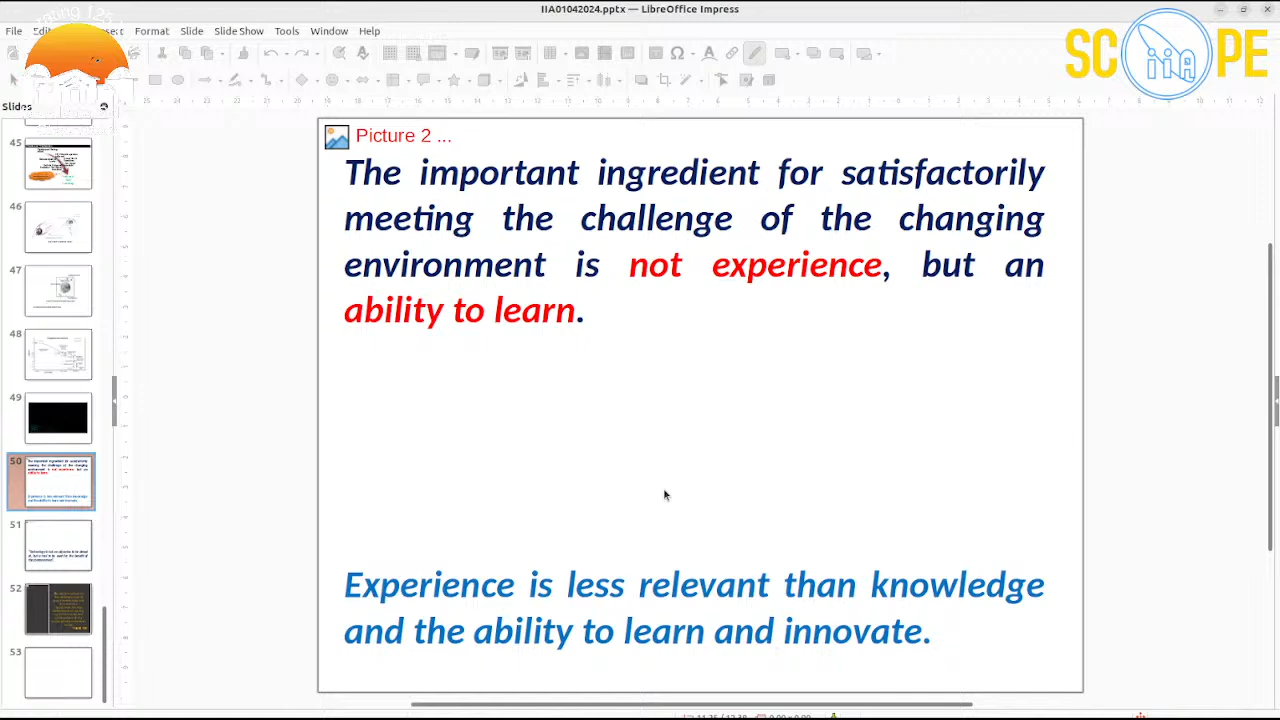 IIA01042024.pptx — LibreOffice Impress
File
Format Slide Slide Show Tools Window Help
SC iiA PE
Slides
Picture 2 ...
The important ingredient for satisfactorily
meeting the challenge of the changing
environment is not experience, but an
ability to learn.
Experience is less relevant than knowledge
and the ability to learn and innovate.
45
46
47
48
49
50
51
52
53